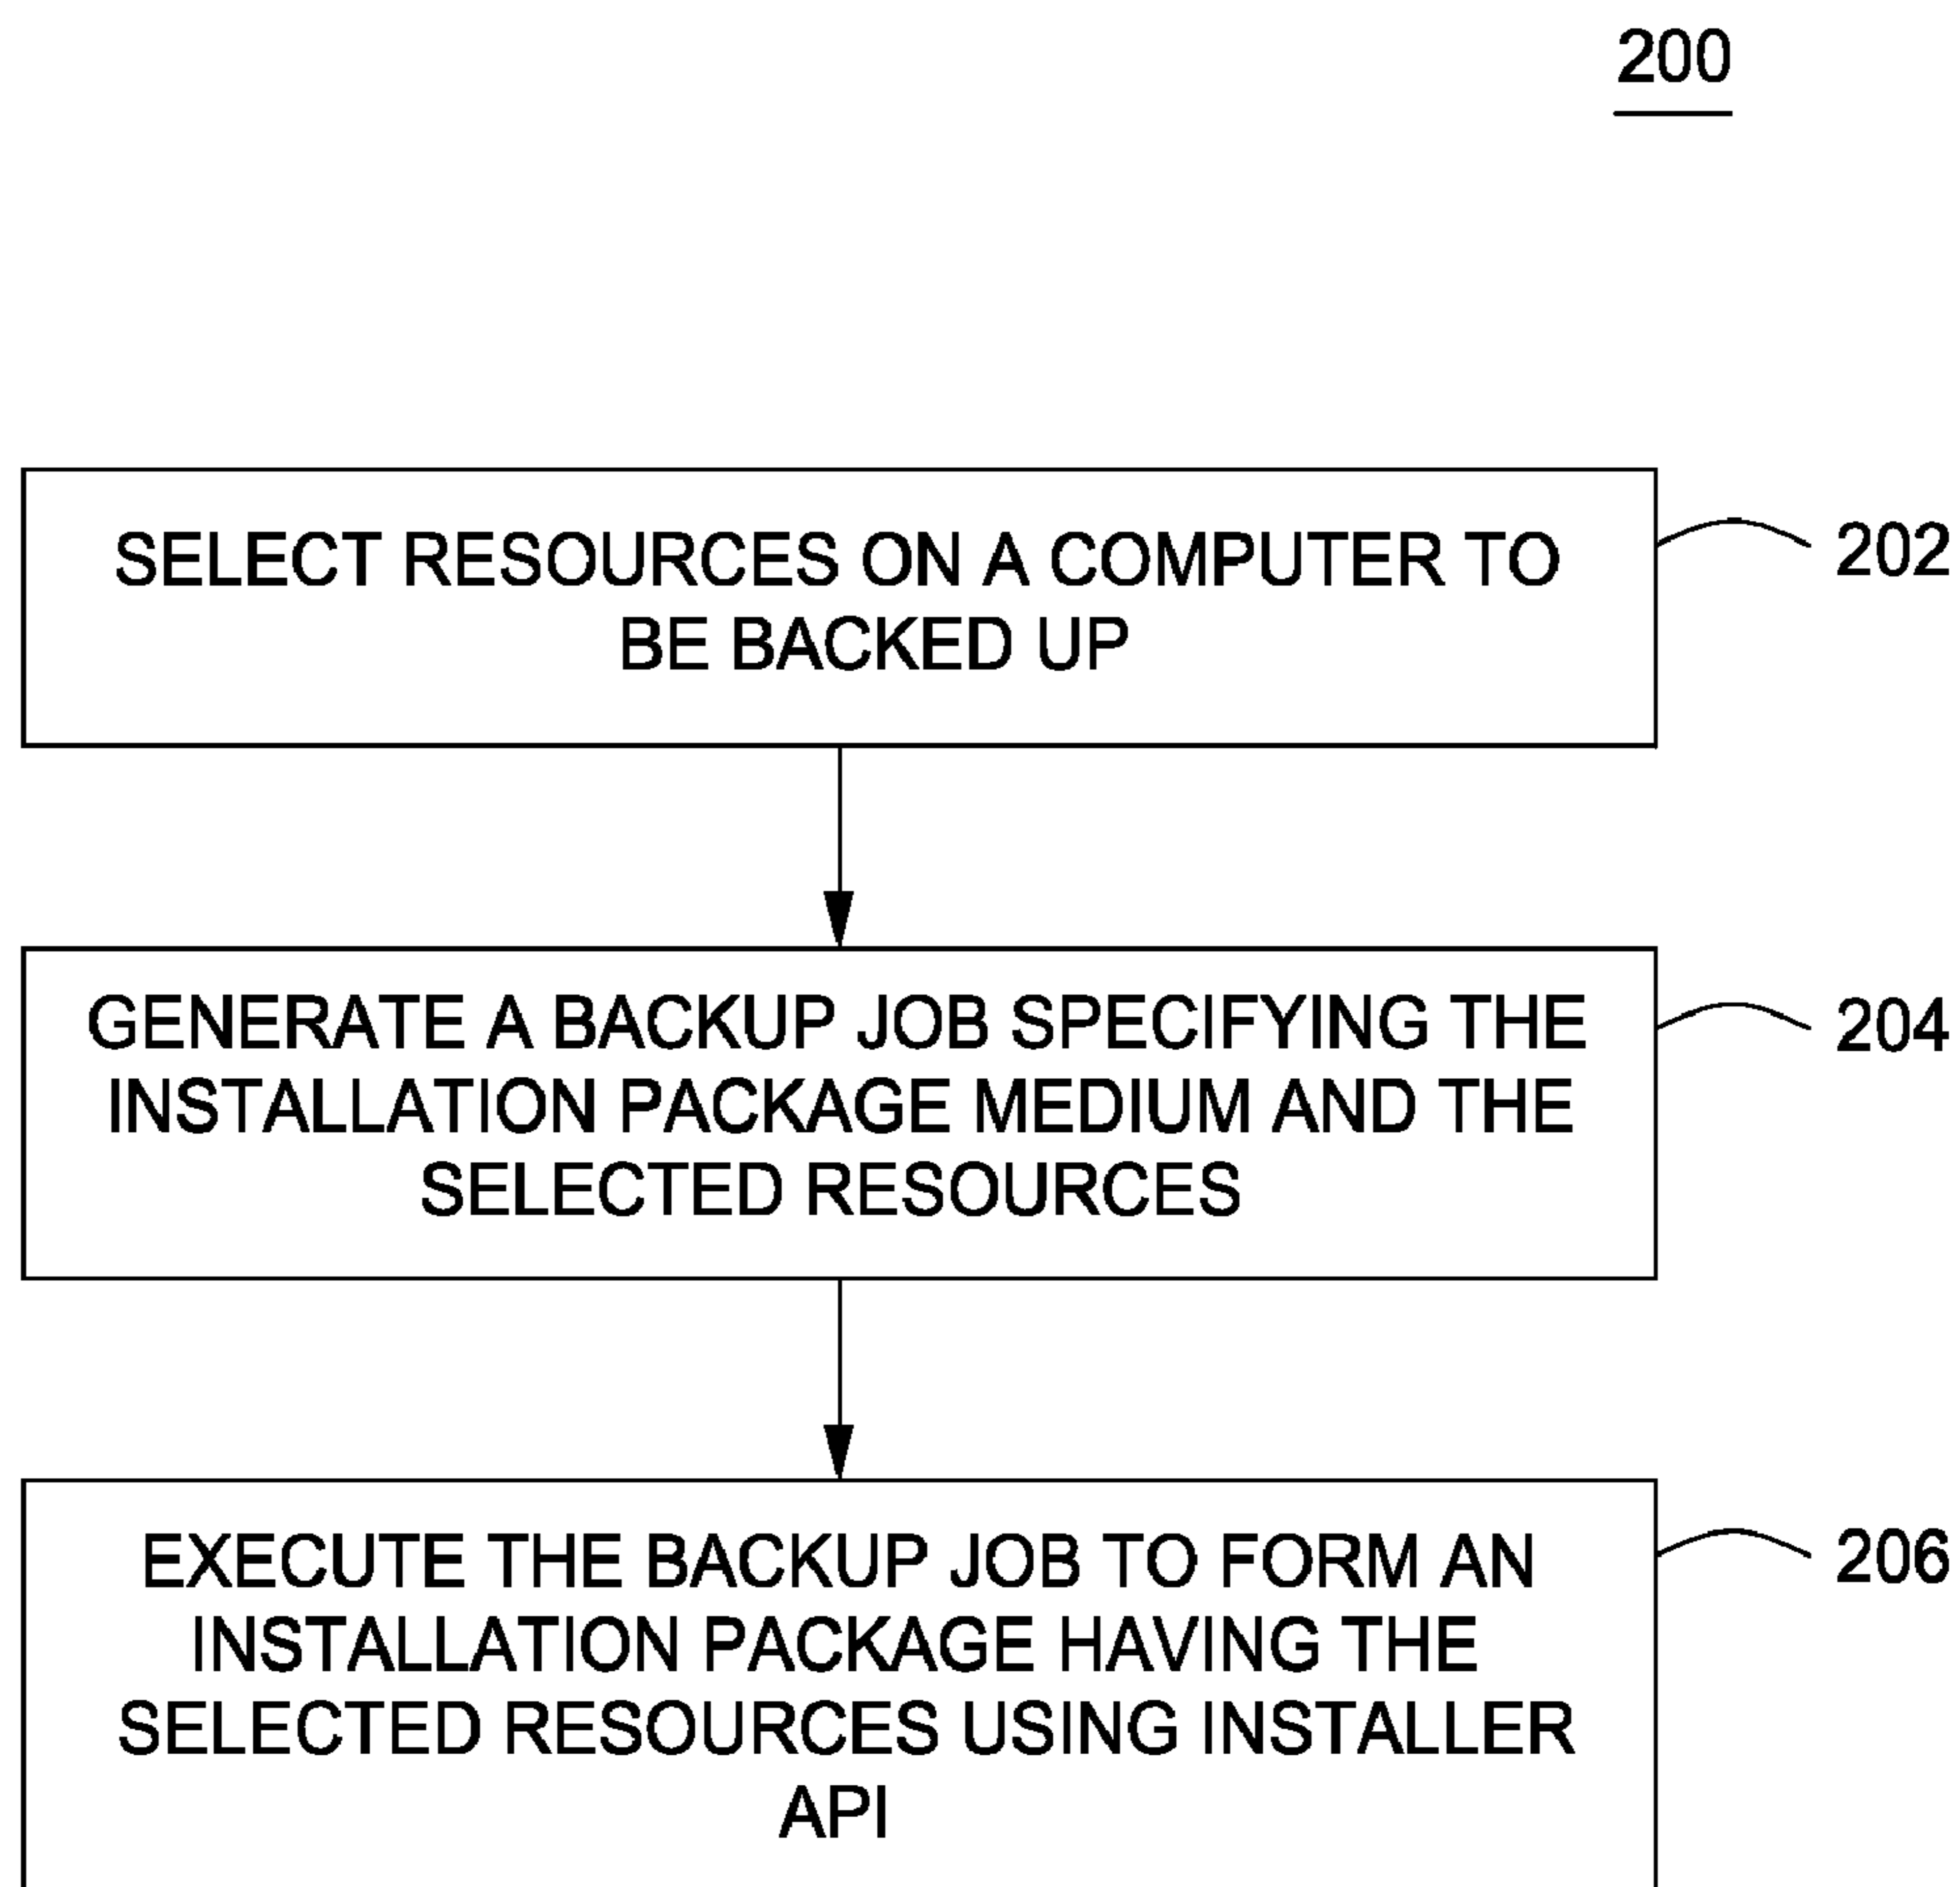 200
SELECT RESOURCES ON A COMPUTER TO
BE BACKED UP
202
GENERATE A BACKUP JOB SPECIFYING THE
INSTALLATION PACKAGE MEDIUM AND THE
SELECTED RESOURCES
204
EXECUTE THE BACKUP JOB TO FORM AN
INSTALLATION PACKAGE HAVING THE
SELECTED RESOURCES USING INSTALLER
API
206